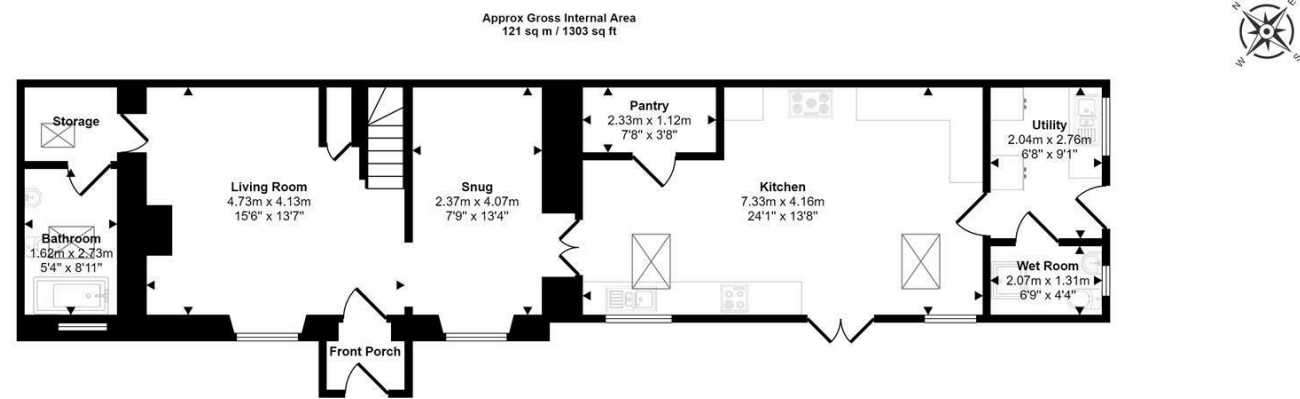 Approx Gross Internal Area
121 sq m / 1303 sq ft
N
E
W
S
Storage
Bathroom
1.62m x 2.73m
5'4" x 8'11"
Living Room
4.73m x 4.13m
15'6" x 13'7"
Front Porch
Snug
2.37m x 4.07m
7'9" x 13'4"
Pantry
2.33m x 1.12m
7'8" x 3'8"
Kitchen
7.33m x 4.16m
24'1" x 13'8"
Utility
2.04m x 2.76m
6'8" x 9'1"
Wet Room
2.07m x 1.31m
6'9" x 4'4"